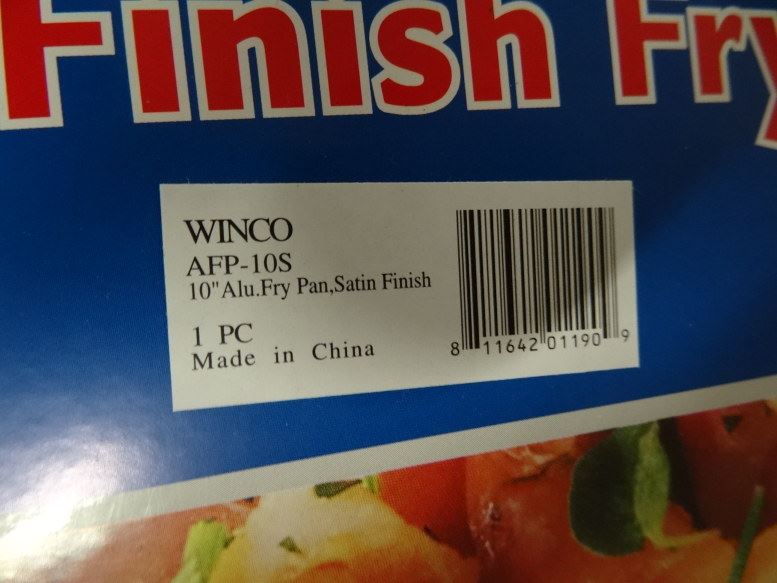 Finish Fry
WINCO
AFP-10S
10"Alu.Fry Pan,Satin Finish
1 PC
Made in China
8 11642 01190 9